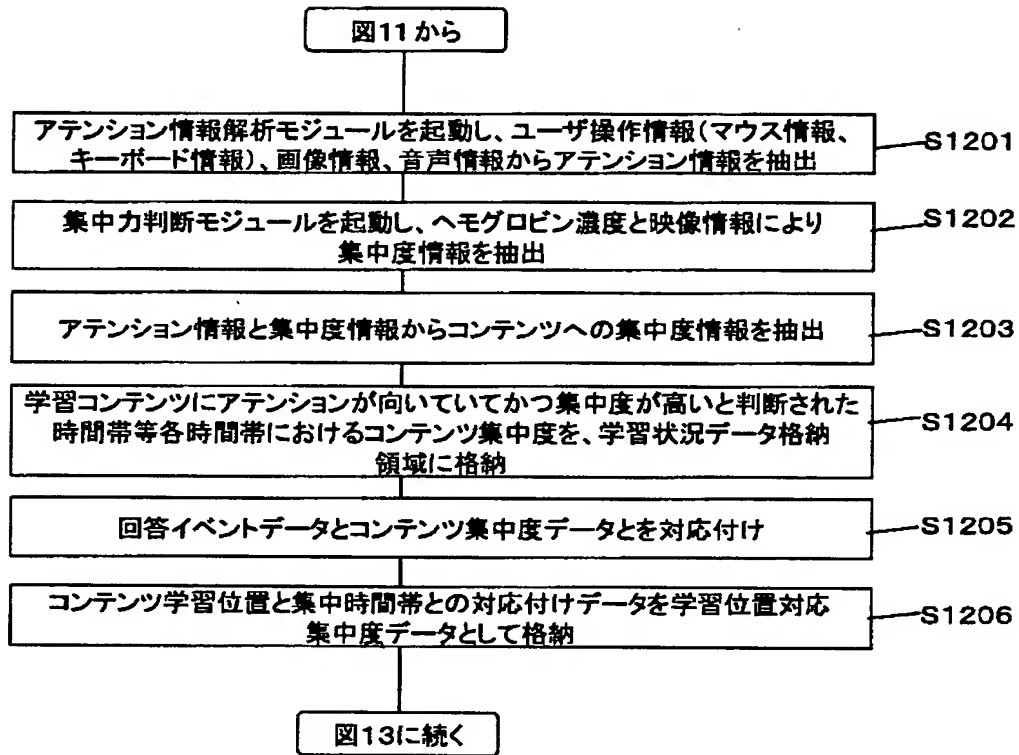 図11から
アテンション情報解析モジュールを起動し、ユーザ操作情報(マウス情報、
キーボード情報)、画像情報、音声情報からアテンション情報を抽出
S1201
集中力判断モジュールを起動し、ヘモグロビン濃度と映像情報により
集中度情報を抽出
S1202
アテンション情報と集中度情報からコンテンツへの集中度情報を抽出
S1203
学習コンテンツにアテンションが向いていてかつ集中度が高いと判断された
時間帯等各時間帯におけるコンテンツ集中度を、学習状況データ格納
領域に格納
S1204
回答イベントデータとコンテンツ集中度データとを対応付け
S1205
コンテンツ学習位置と集中時間帯との対応付けデータを学習位置対応
集中度データとして格納
S1206
図13に続く